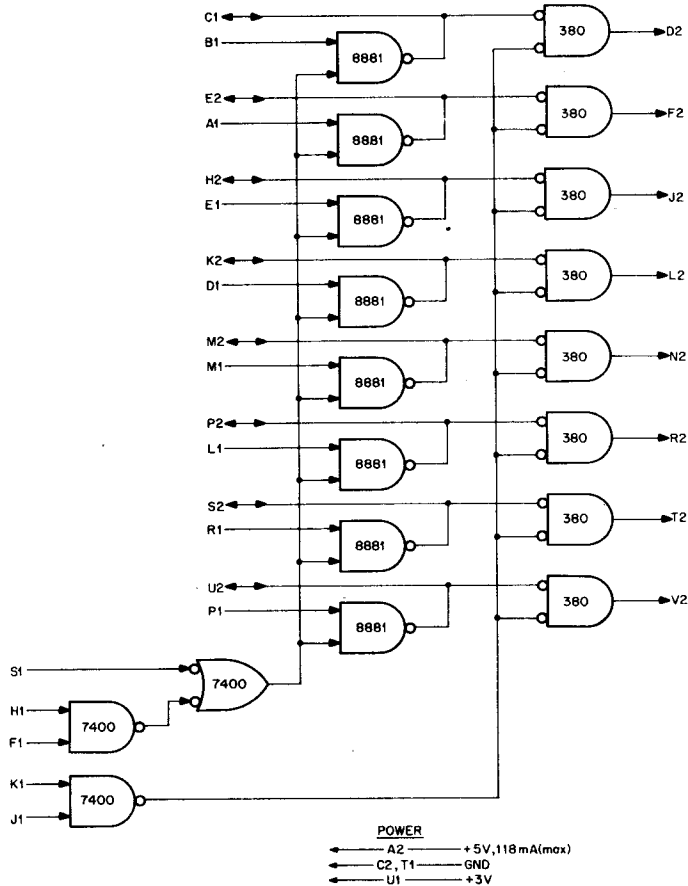 C1
B1
8881
380
D2
E2
A1
8881
380
F2
H2
E1
8881
380
J2
K2
D1
8881
380
L2
M2
M1
8881
380
N2
P2
L1
8881
380
R2
S2
R1
8881
380
T2
U2
P1
8881
380
V2
S1
7400
H1
7400
F1
K1
7400
J1
POWER
A2 +5V,118mA(max)
C2, T1 GND
U1 +3V